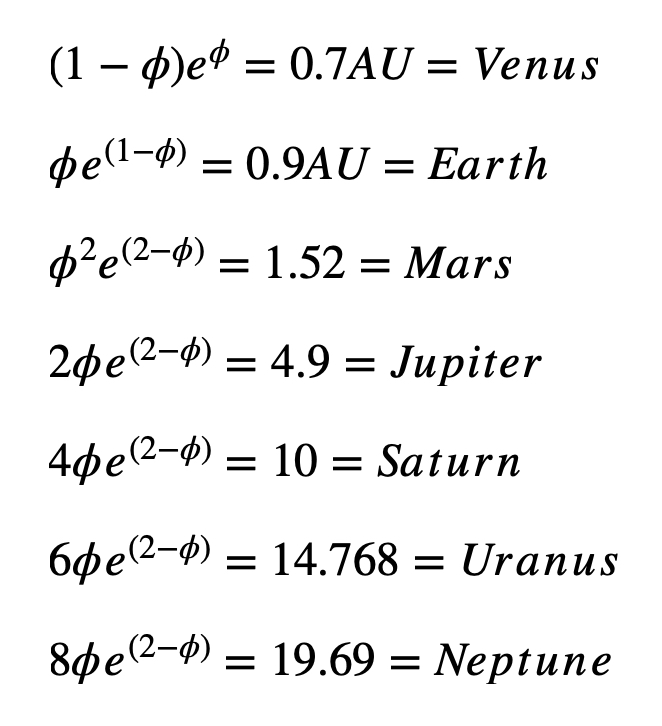 (1 − ϕ)e^ϕ = 0.7AU = Venus
ϕe^(1−ϕ) = 0.9AU = Earth
ϕ²e^(2−ϕ) = 1.52 = Mars
2ϕe^(2−ϕ) = 4.9 = Jupiter
4ϕe^(2−ϕ) = 10 = Saturn
6ϕe^(2−ϕ) = 14.768 = Uranus
8ϕe^(2−ϕ) = 19.69 = Neptune